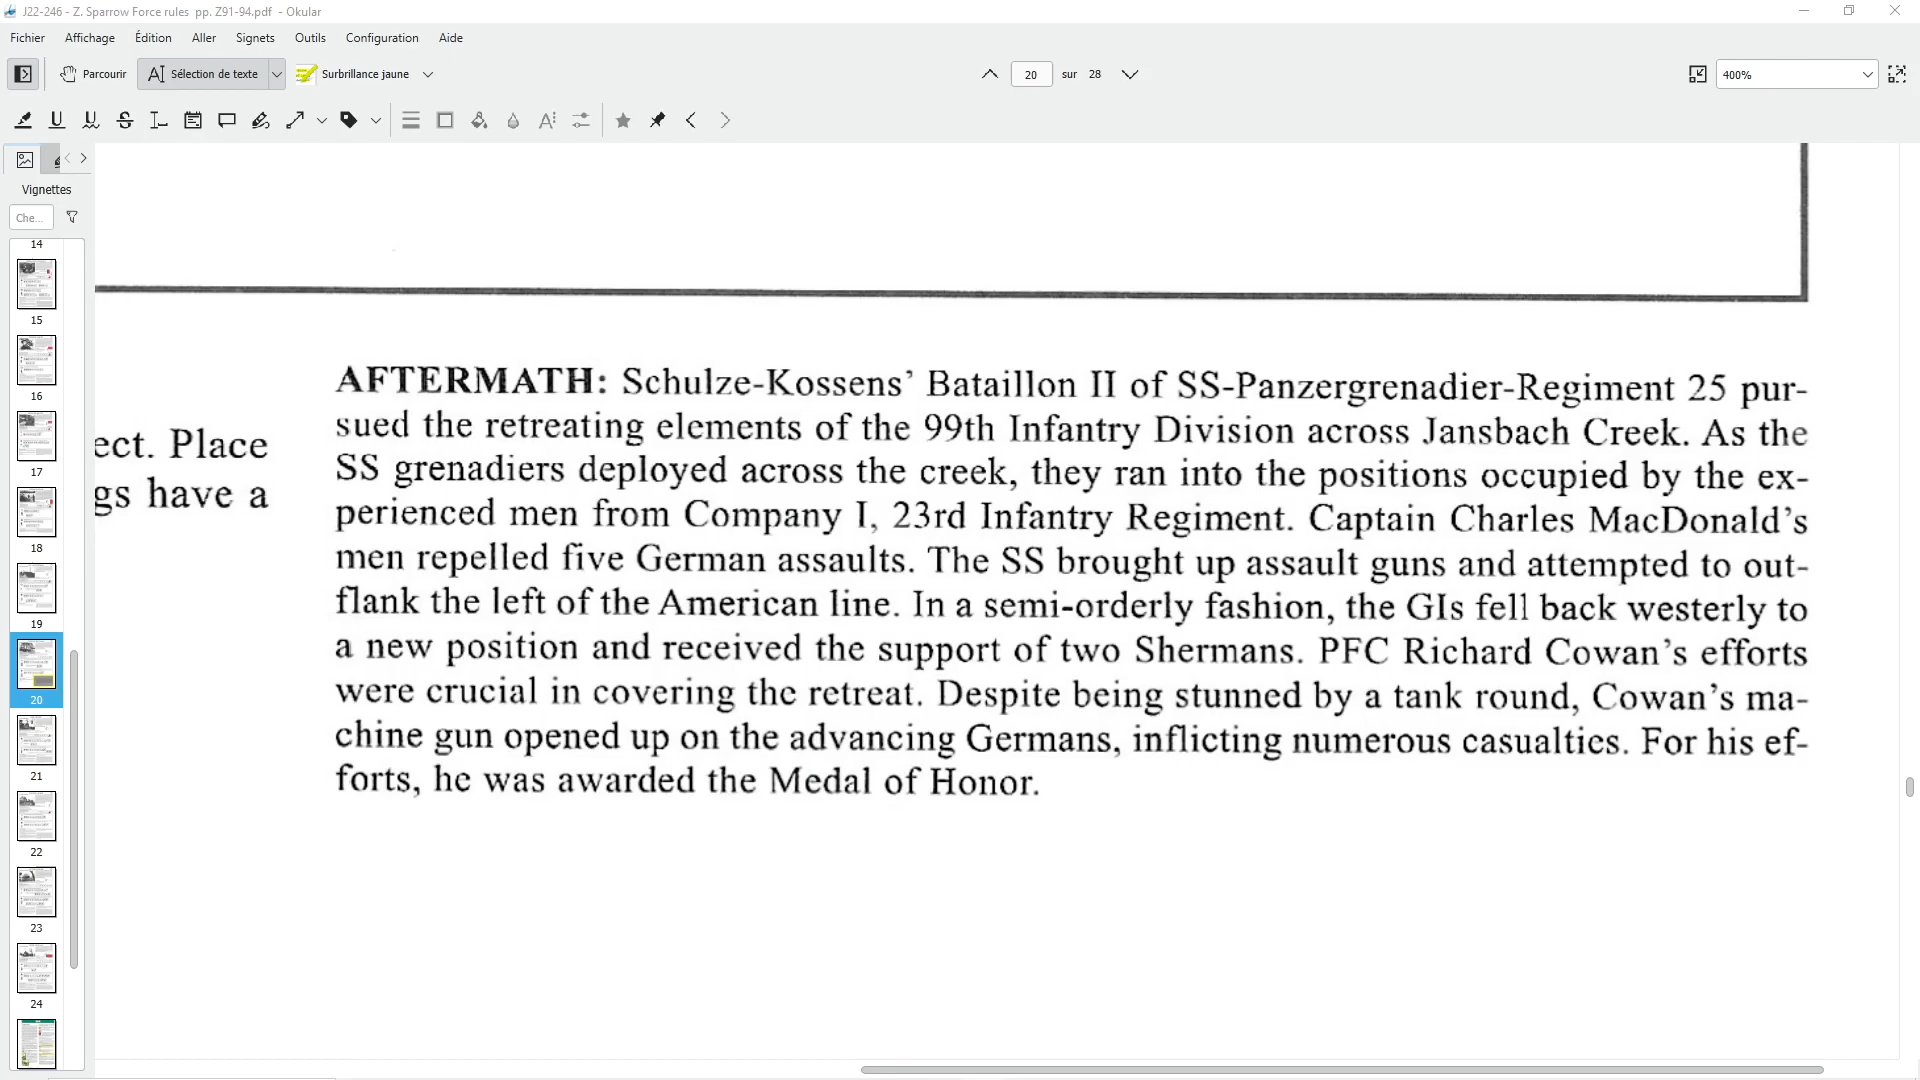 J22-246 - Z. Sparrow Force rules  pp. Z91-94.pdf  - Okular
Fichier
Affichage
Édition
Aller
Signets
Outils
Configuration
Aide
Parcourir
Sélection de texte
Surbrillance jaune
20 sur 28
400%
Vignettes
Che...
14
15
16
17
18
19
20
21
22
23
24
ect. Place
gs have a
AFTERMATH: Schulze-Kossens’ Bataillon II of SS-Panzergrenadier-Regiment 25 pur-
sued the retreating elements of the 99th Infantry Division across Jansbach Creek. As the
SS grenadiers deployed across the creek, they ran into the positions occupied by the ex-
perienced men from Company I, 23rd Infantry Regiment. Captain Charles MacDonald’s
men repelled five German assaults. The SS brought up assault guns and attempted to out-
flank the left of the American line. In a semi-orderly fashion, the GIs fell back westerly to
a new position and received the support of two Shermans. PFC Richard Cowan’s efforts
were crucial in covering the retreat. Despite being stunned by a tank round, Cowan’s ma-
chine gun opened up on the advancing Germans, inflicting numerous casualties. For his ef-
forts, he was awarded the Medal of Honor.